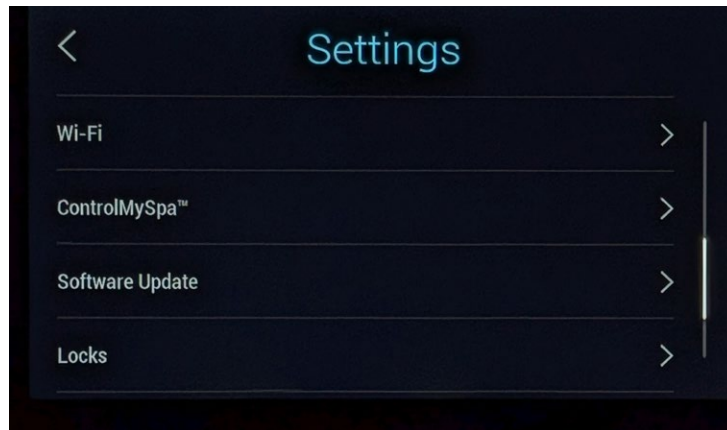 Settings
Wi-Fi
ControlMySpa™
Software Update
Locks